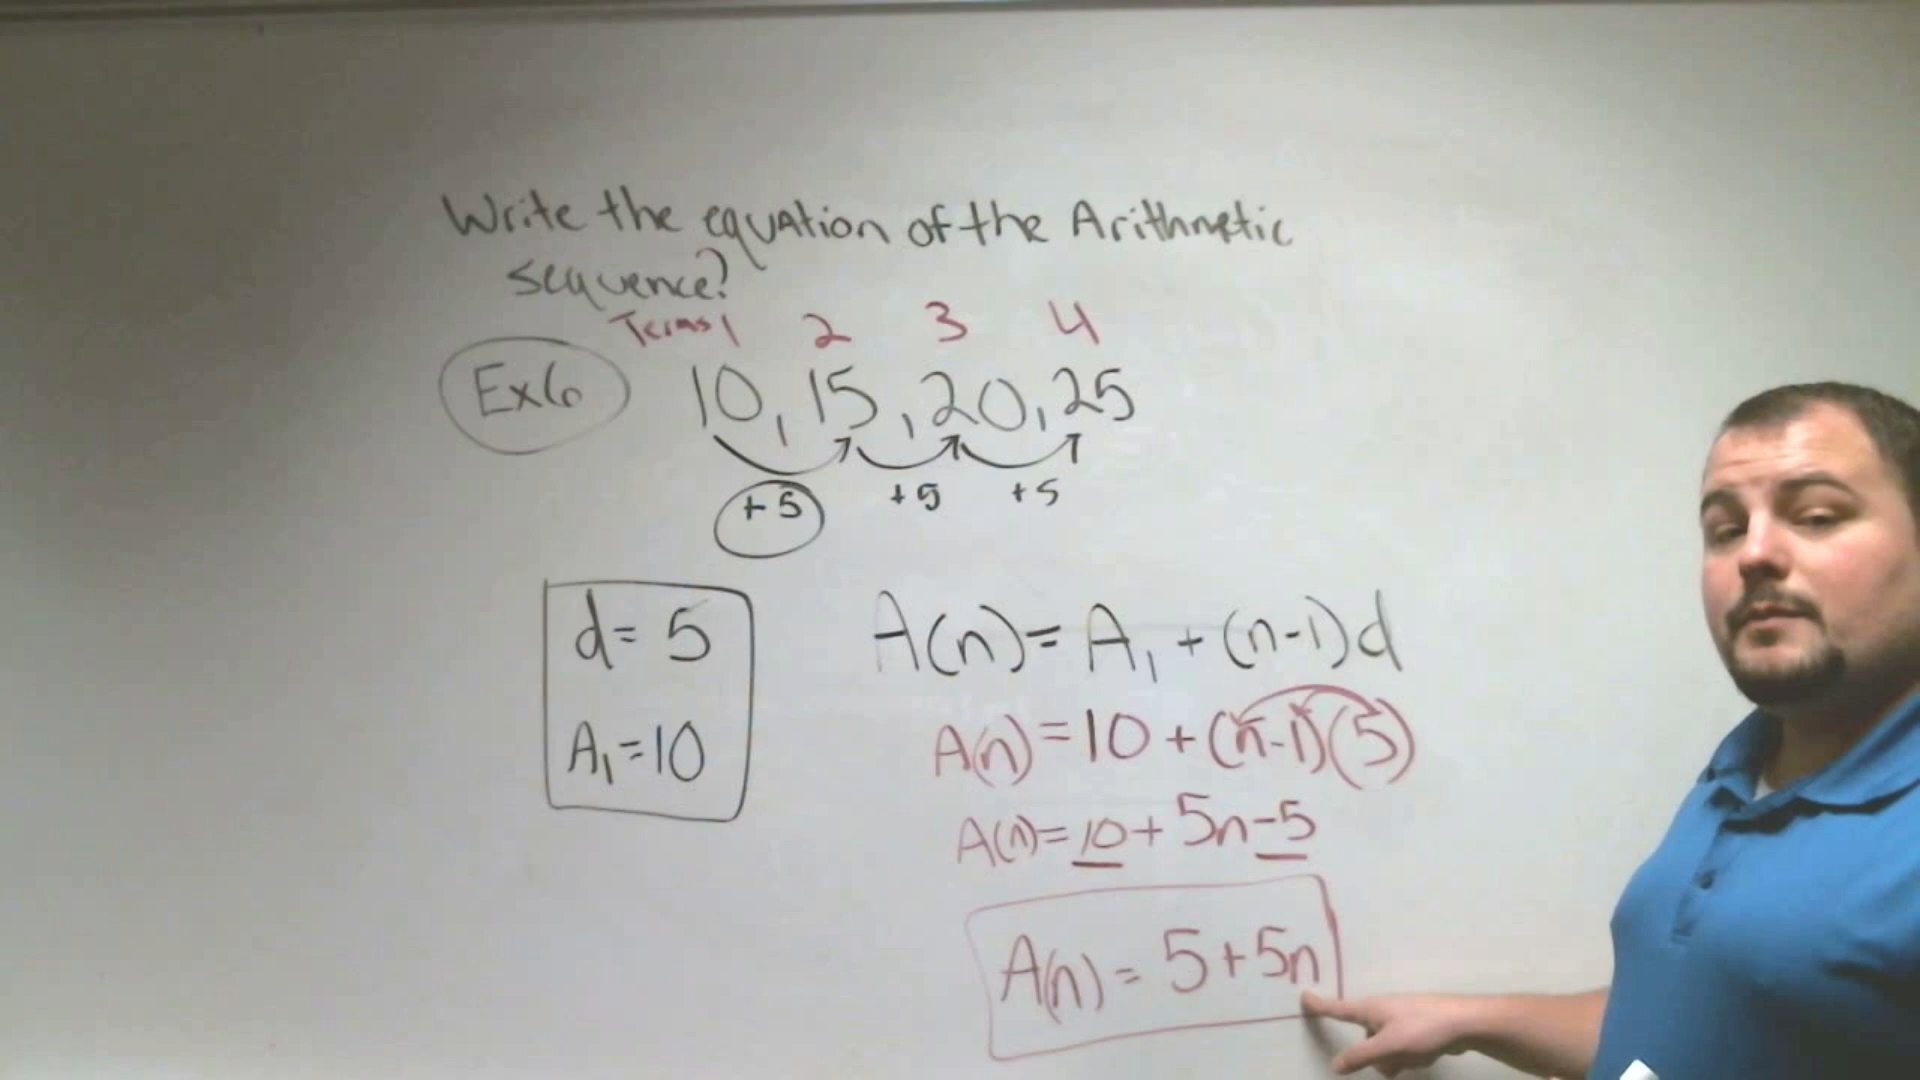 Write the equation of the Arithmetic
sequence?
Terms 1 2 3 4
Ex6 10, 15, 20, 25
+5 +5 +5
d= 5
A₁=10
A(n)= A₁ + (n-1)d
A(n)=10+(n-1)(5)
A(n)=10+5n-5
A(n)=5+5n